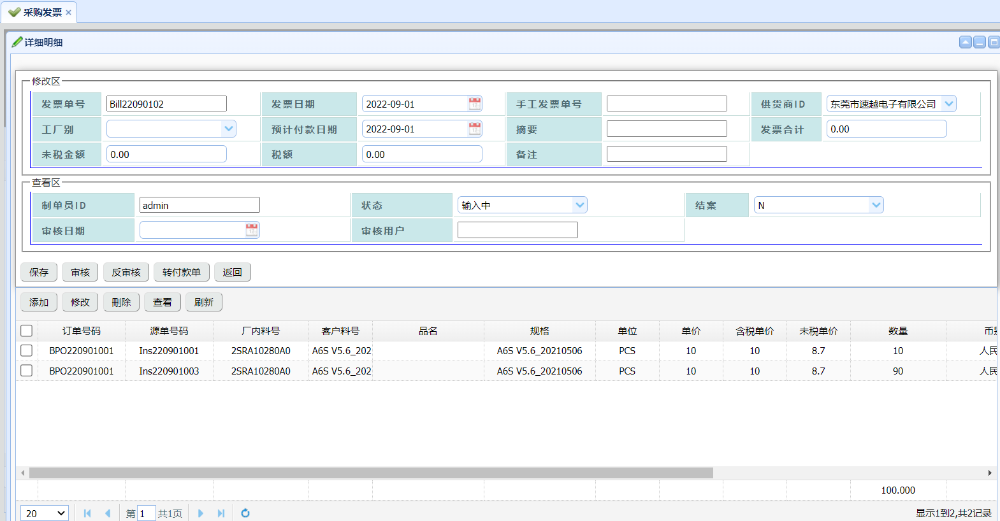 采购发票
详细明细
修改区
发票单号 Bill22090102 发票日期 2022-09-01 手工发票单号 供货商ID 东莞市速越电子有限公司
工厂别 预计付款日期 2022-09-01 摘要 发票合计 0.00
未税金额 0.00 税额 0.00 备注
查看区
制单员ID admin 状态 输入中 结案 N
审核日期 审核用户
保存 审核 反审核 转付款单 返回
添加 修改 刪除 查看 刷新
订单号码 源单号码 厂内料号 客户料号 品名 规格 单位 单价 含税单价 未税单价 数量 币
BPO220901001 Ins220901001 2SRA10280A0 A6S V5.6_202 A6S V5.6_20210506 PCS 10 10 8.7 10 人民
BPO220901001 Ins220901003 2SRA10280A0 A6S V5.6_202 A6S V5.6_20210506 PCS 10 10 8.7 90 人民
100.000
20 第 1 共1页 显示1到2,共2记录